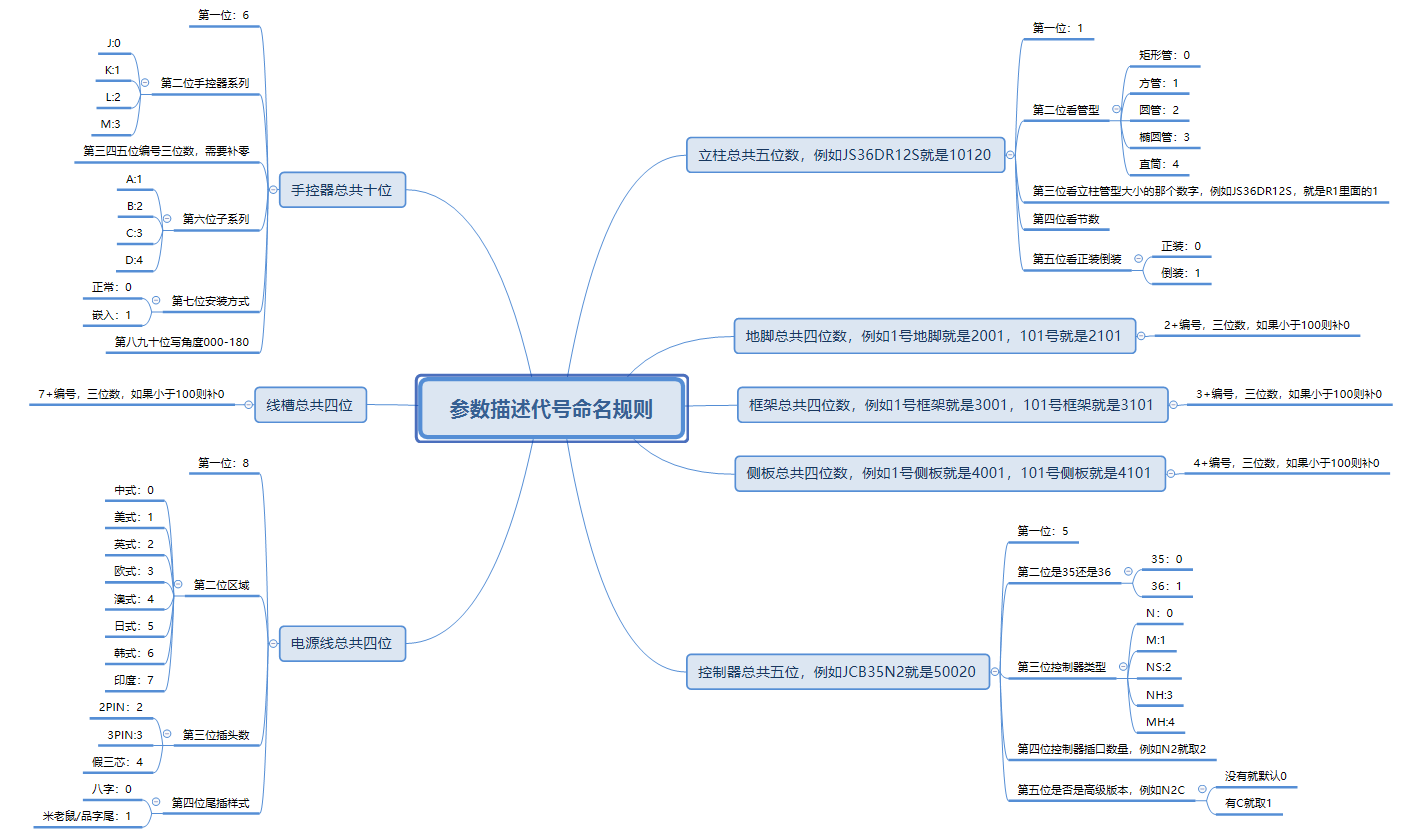 参数描述代号命名规则
立柱总共五位数，例如JS36DR12S就是10120
第一位：1
第二位看管型
矩形管：0
方管：1
圆管：2
椭圆管：3
直筒：4
第三位看立柱管型大小的那个数字，例如JS36DR12S，就是R1里面的1
第四位看节数
第五位看正装倒装
正装：0
倒装：1
地脚总共四位数，例如1号地脚就是2001，101号就是2101
2+编号，三位数，如果小于100则补0
框架总共四位数，例如1号框架就是3001，101号框架就是3101
3+编号，三位数，如果小于100则补0
侧板总共四位数，例如1号侧板就是4001，101号侧板就是4101
4+编号，三位数，如果小于100则补0
控制器总共五位，例如JCB35N2就是50020
第一位：5
第二位是35还是36
35：0
36：1
第三位控制器类型
N：0
M:1
NS:2
NH:3
MH:4
第四位控制器插口数量，例如N2就取2
第五位是否是高级版本，例如N2C
没有就默认0
有C就取1
手控器总共十位
第一位：6
第二位手控器系列
J:0
K:1
L:2
M:3
第三四五位编号三位数，需要补零
第六位子系列
A:1
B:2
C:3
D:4
第七位安装方式
正常：0
嵌入：1
第八九十位写角度000-180
线槽总共四位
7+编号，三位数，如果小于100则补0
电源线总共四位
第一位：8
第二位区域
中式：0
美式：1
英式：2
欧式：3
澳式：4
日式：5
韩式：6
印度：7
第三位插头数
2PIN：2
3PIN:3
假三芯：4
第四位尾插样式
八字：0
米老鼠/品字尾：1